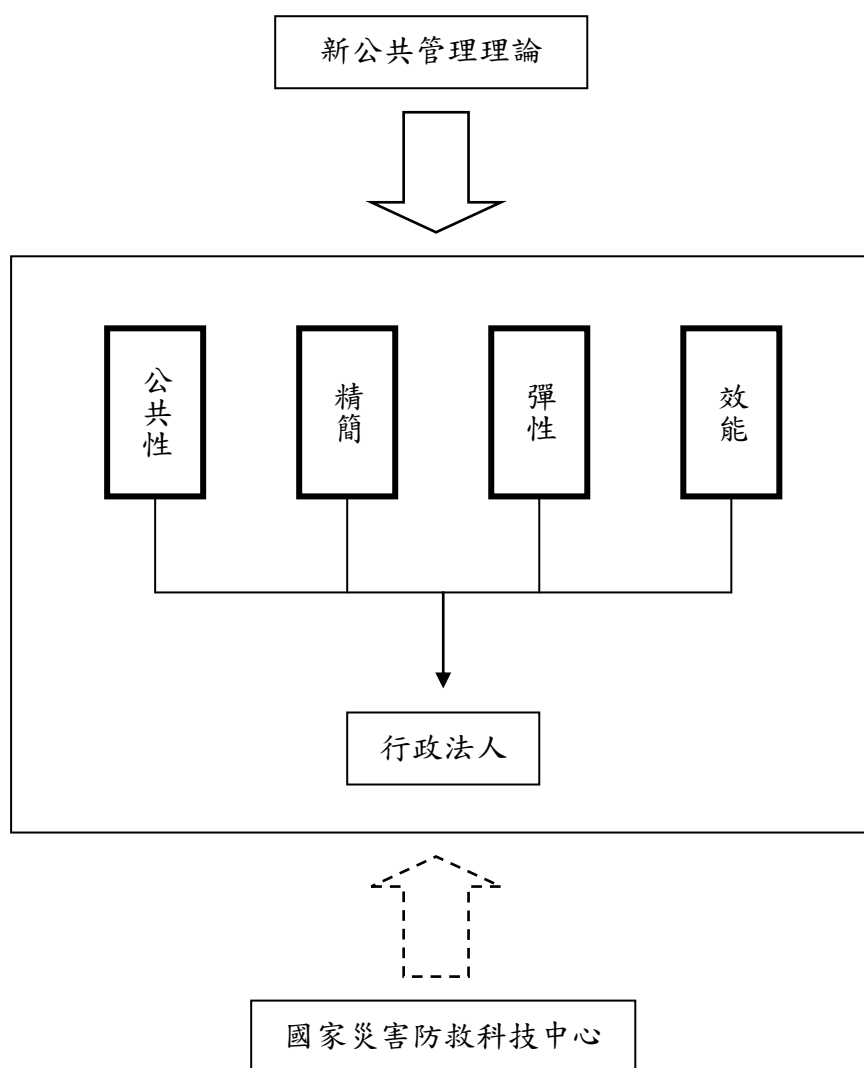 新公共管理理論
公共性
精簡
彈性
效能
行政法人
國家災害防救科技中心